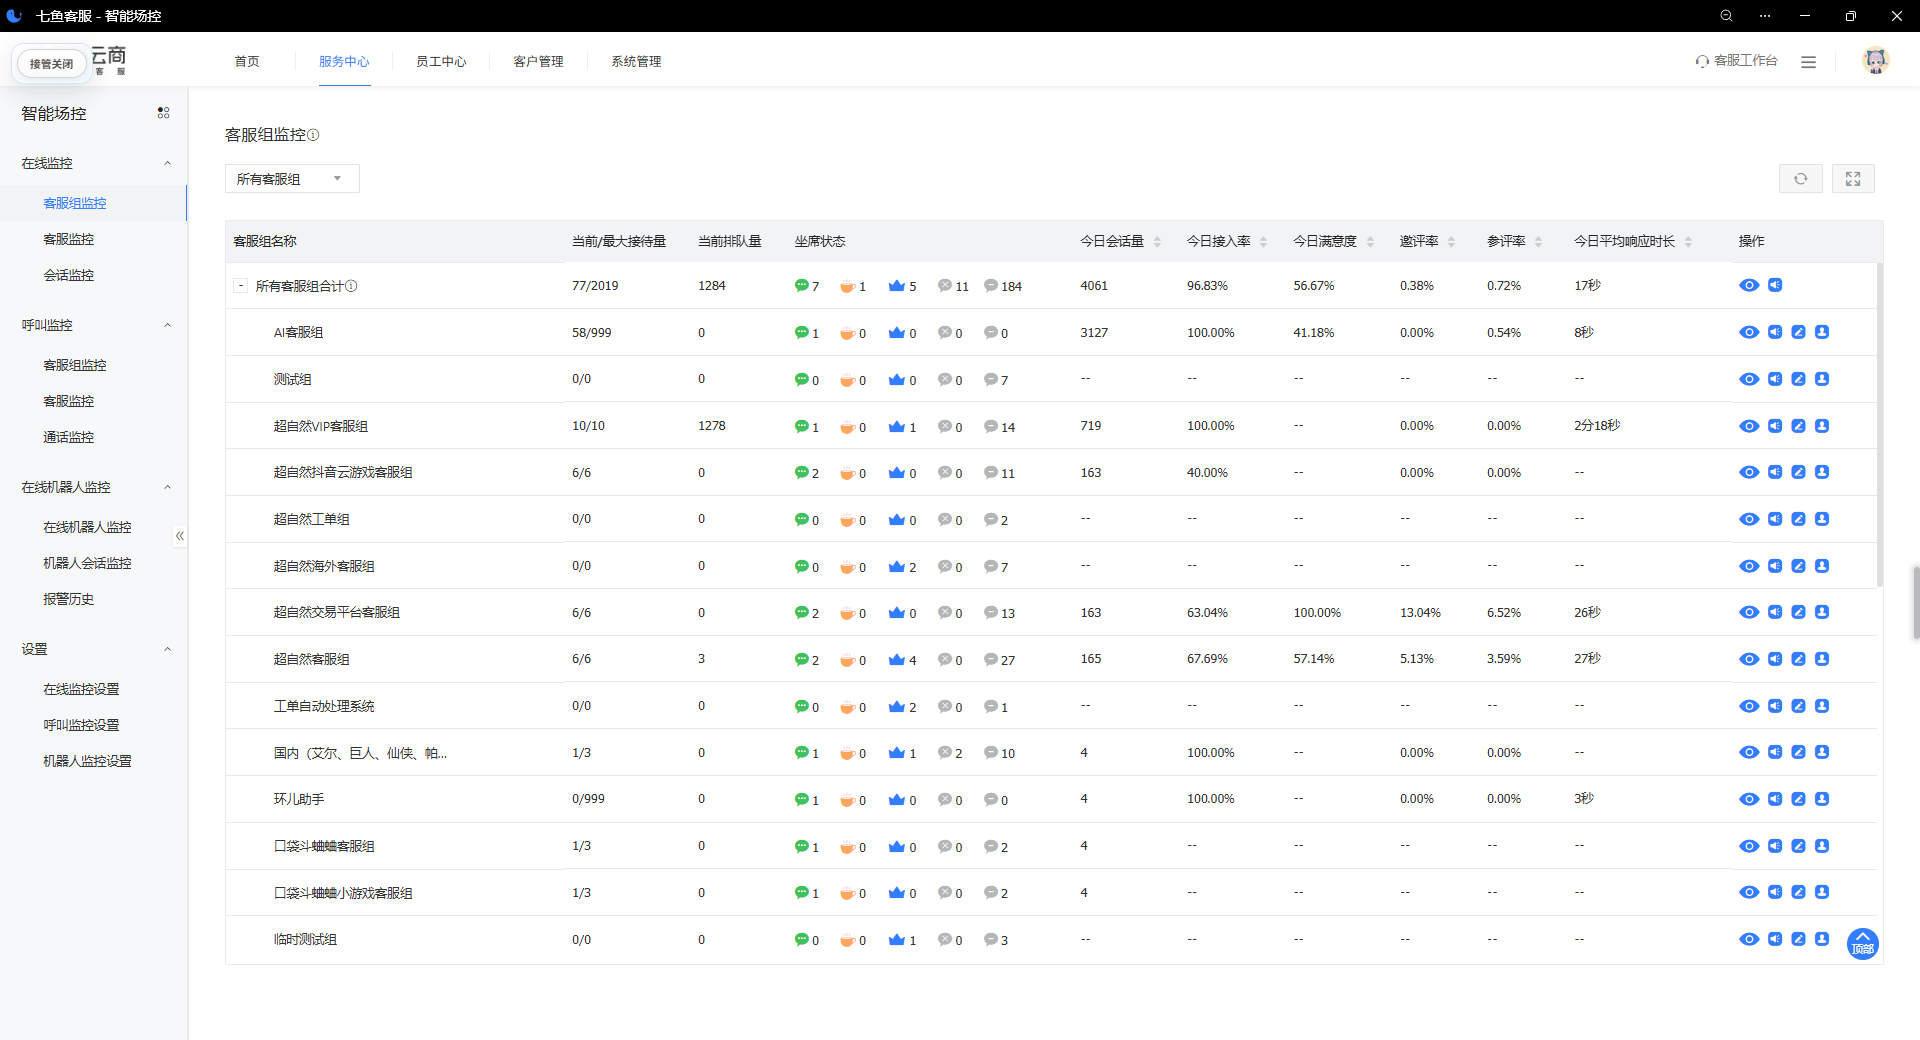 七鱼客服 - 智能场控
接管关闭
云商
客 服
首页
服务中心
员工中心
客户管理
系统管理
客服工作台
智能场控
在线监控
客服组监控
客服监控
会话监控
呼叫监控
客服组监控
客服监控
通话监控
在线机器人监控
在线机器人监控
机器人会话监控
报警历史
设置
在线监控设置
呼叫监控设置
机器人监控设置
客服组监控
所有客服组
客服组名称 当前/最大接待量 当前排队量 坐席状态 今日会话量 今日接入率 今日满意度 邀评率 参评率 今日平均响应时长 操作
- 所有客服组合计 77/2019 1284 7 1 5 11 184 4061 96.83% 56.67% 0.38% 0.72% 17秒
AI客服组 58/999 0 1 0 0 0 0 3127 100.00% 41.18% 0.00% 0.54% 8秒
测试组 0/0 0 0 0 0 0 7 -- -- -- -- -- --
超自然VIP客服组 10/10 1278 1 0 1 0 14 719 100.00% -- 0.00% 0.00% 2分18秒
超自然抖音云游戏客服组 6/6 0 2 0 0 0 11 163 40.00% -- 0.00% 0.00% --
超自然工单组 0/0 0 0 0 0 0 2 -- -- -- -- -- --
超自然海外客服组 0/0 0 0 0 2 0 7 -- -- -- -- -- --
超自然交易平台客服组 6/6 0 2 0 0 0 13 163 63.04% 100.00% 13.04% 6.52% 26秒
超自然客服组 6/6 3 2 0 4 0 27 165 67.69% 57.14% 5.13% 3.59% 27秒
工单自动处理系统 0/0 0 0 0 2 0 1 -- -- -- -- -- --
国内（艾尔、巨人、仙侠、帕... 1/3 0 1 0 1 2 10 4 100.00% -- 0.00% 0.00% --
环儿助手 0/999 0 1 0 0 0 0 4 100.00% -- 0.00% 0.00% 3秒
口袋斗蛐蛐客服组 1/3 0 1 0 0 0 2 4 -- -- -- -- --
口袋斗蛐蛐小游戏客服组 1/3 0 1 0 0 0 2 4 -- -- -- -- --
临时测试组 0/0 0 0 0 1 0 3 -- -- -- -- -- --
顶部